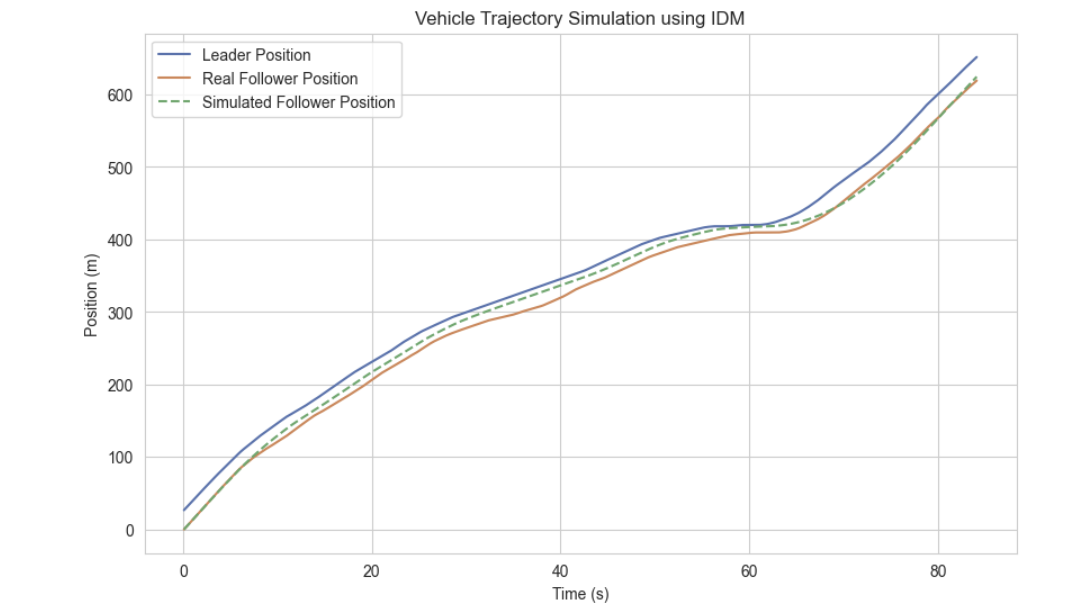 Vehicle Trajectory Simulation using IDM
Leader Position
Real Follower Position
Simulated Follower Position
600
500
400
300
200
100
0
Position (m)
0 20 40 60 80
Time (s)